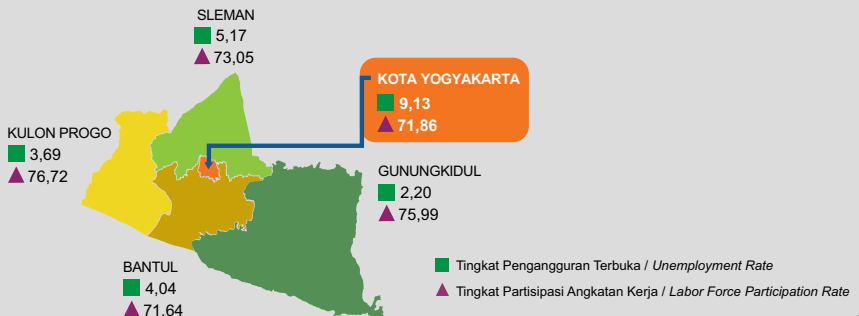 SLEMAN
5,17
73,05
KOTA YOGYAKARTA
9,13
71,86
KULON PROGO
3,69
76,72
GUNUNGKIDUL
2,20
75,99
BANTUL
4,04
71,64
Tingkat Pengangguran Terbuka / Unemployment Rate
Tingkat Partisipasi Angkatan Kerja / Labor Force Participation Rate